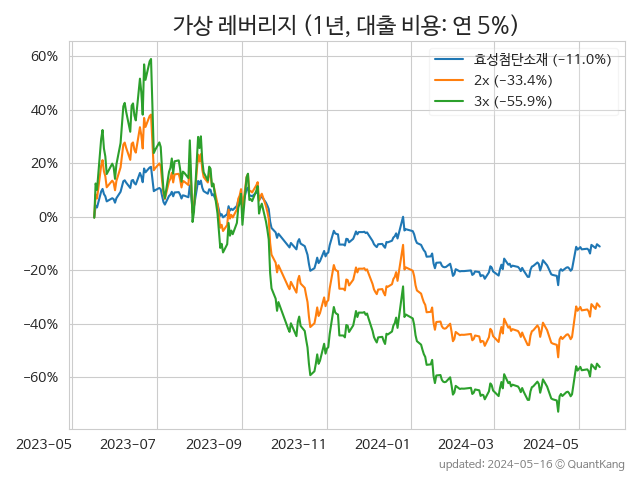 가상 레버리지 (1년, 대출 비용: 연 5%)
효성첨단소재 (−11.0%)
2x (−33.4%)
3x (−55.9%)
60%
40%
20%
0%
−20%
−40%
−60%
2023-05 2023-07 2023-09 2023-11 2024-01 2024-03 2024-05
updated: 2024-05-16 © QuantKang